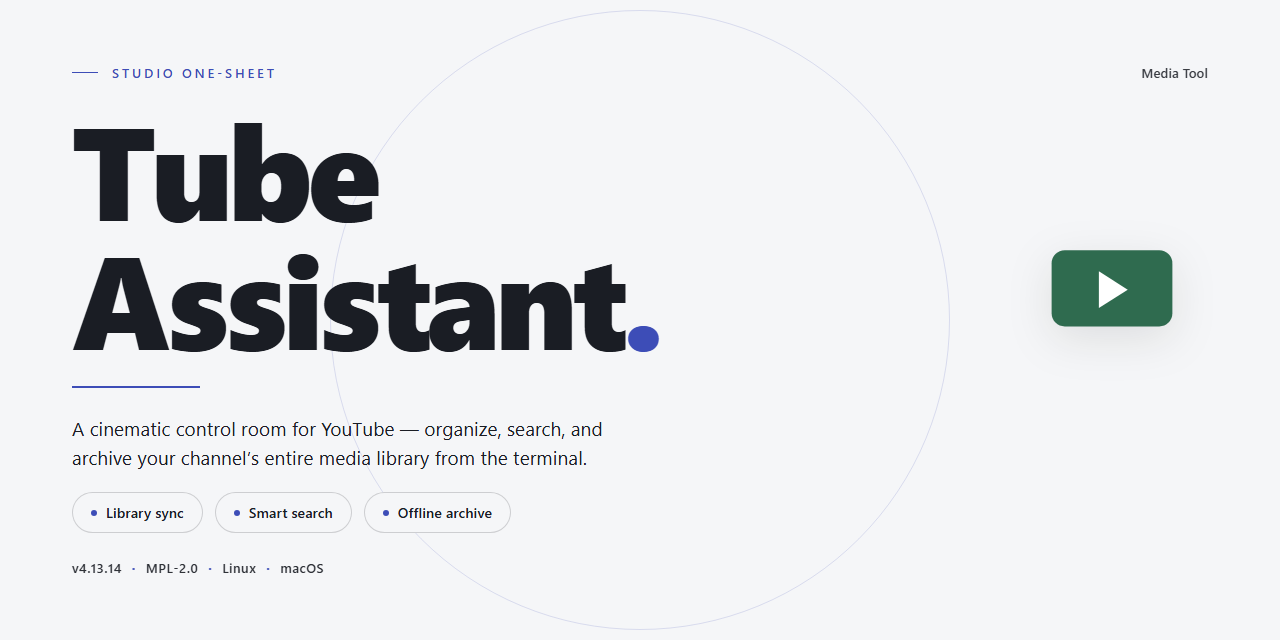 STUDIO ONE-SHEET
Media Tool
Tube
Assistant.
A cinematic control room for YouTube — organize, search, and
archive your channel’s entire media library from the terminal.
Library sync
Smart search
Offline archive
v4.13.14 · MPL-2.0 · Linux · macOS